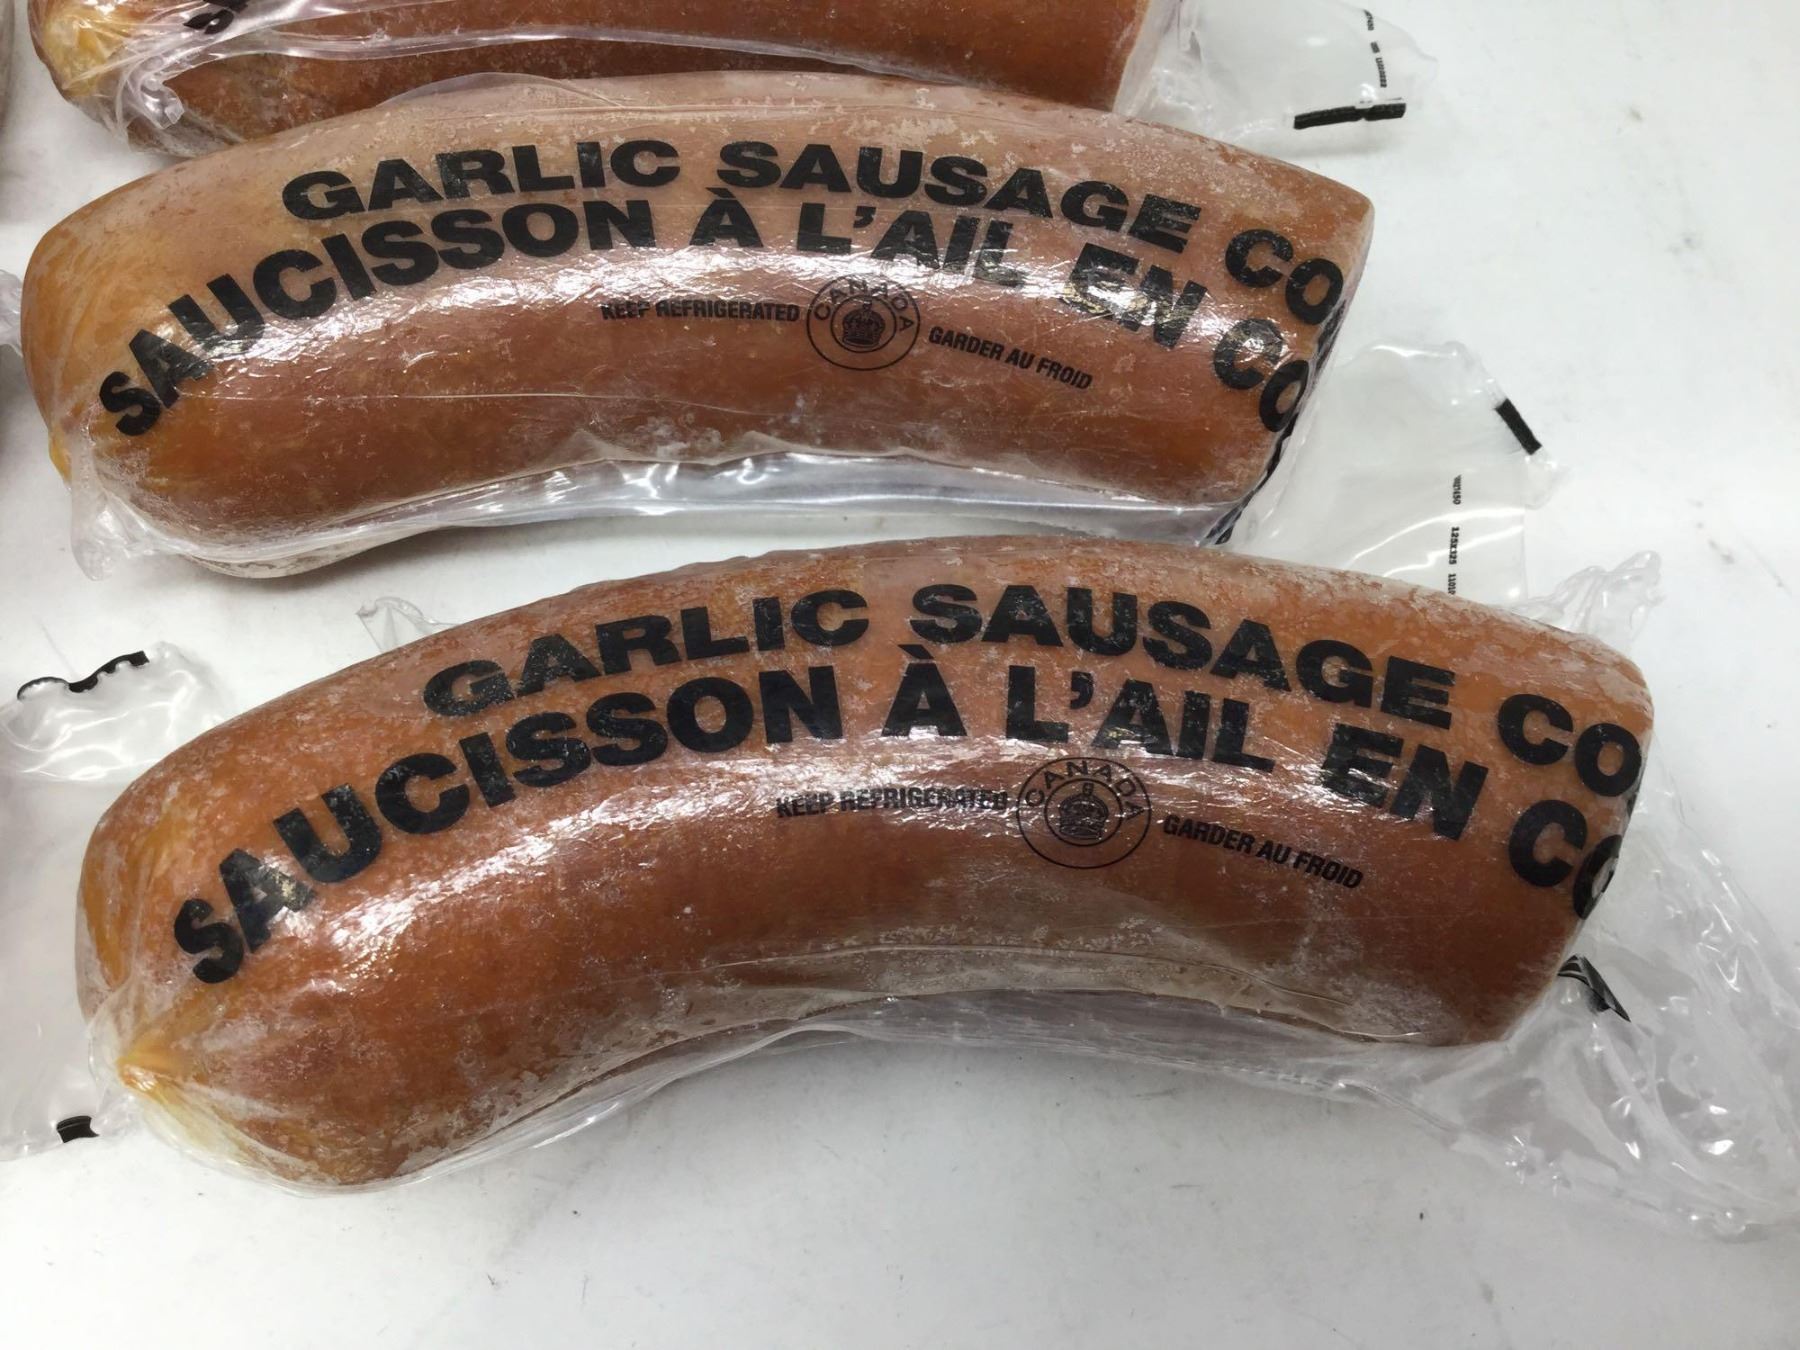 GARLIC SAUSAGE CO
SAUCISSON À L'AIL EN CO
KEEP REFRIGERATED
CANADA
GARDER AU FROID
GARLIC SAUSAGE CO
SAUCISSON À L'AIL EN CO
KEEP REFRIGERATED
CANADA
GARDER AU FROID